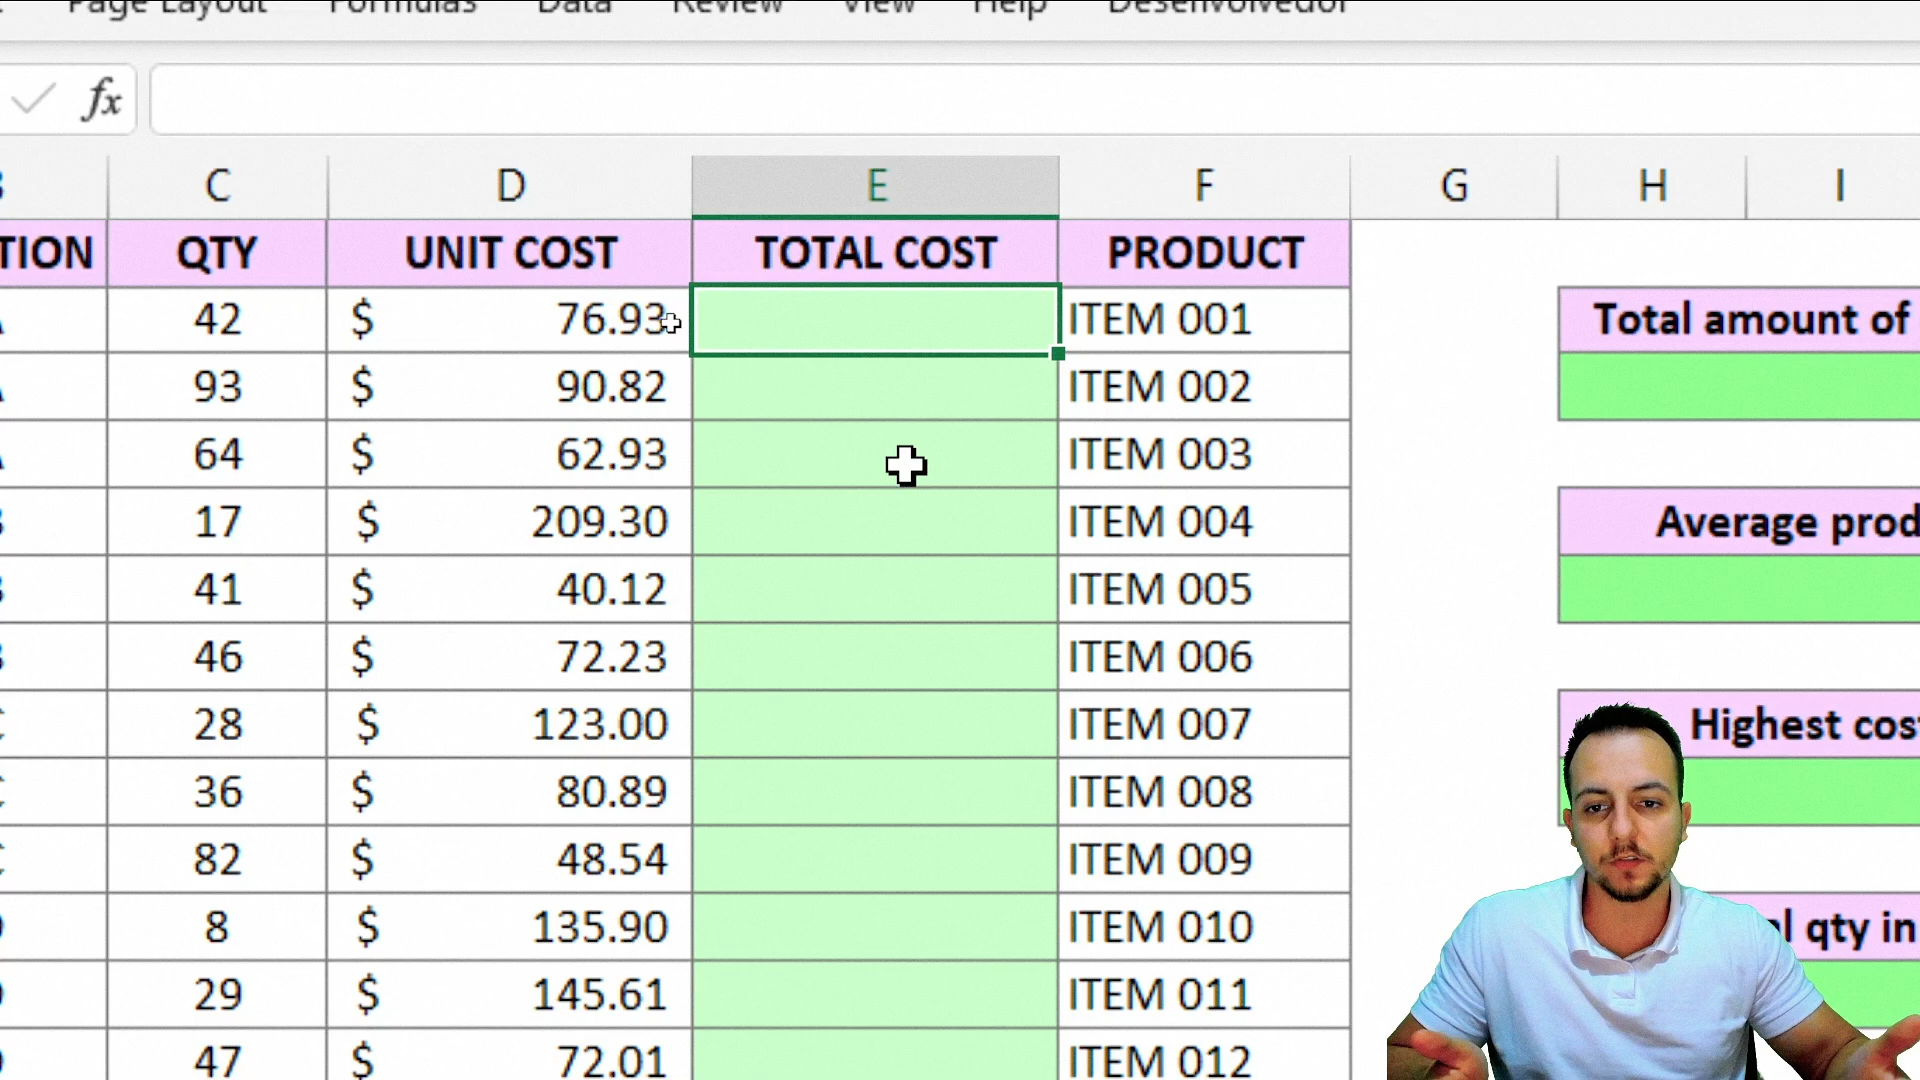 Page Layout Formulas Data Review View Help Desenvolvedor
fx
C D E F G H I
TION QTY UNIT COST TOTAL COST PRODUCT
42 $ 76.93 ITEM 001 Total amount of
93 $ 90.82 ITEM 002
64 $ 62.93 ITEM 003
17 $ 209.30 ITEM 004 Average prod
41 $ 40.12 ITEM 005
46 $ 72.23 ITEM 006
28 $ 123.00 ITEM 007 Highest cos
36 $ 80.89 ITEM 008
82 $ 48.54 ITEM 009
8 $ 135.90 ITEM 010 qty in
29 $ 145.61 ITEM 011
47 $ 72.01 ITEM 012